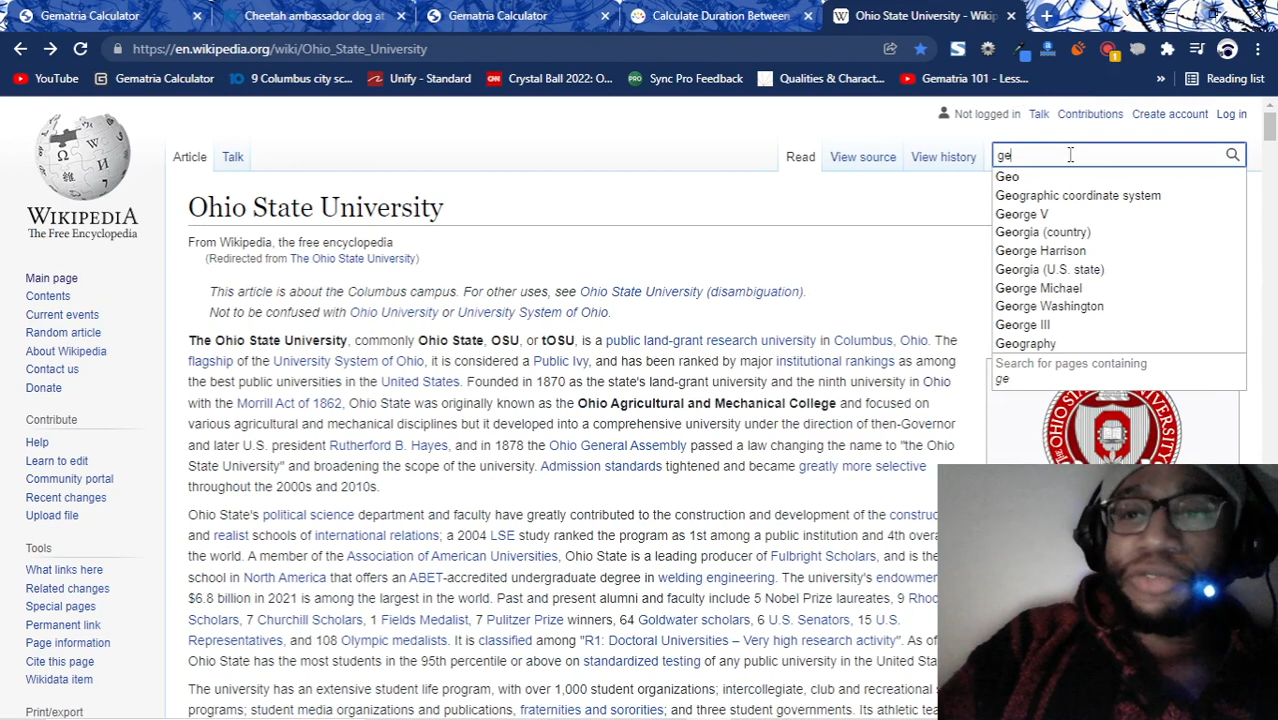 Gematria Calculator
Cheetah ambassador dog at
Gematria Calculator
Calculate Duration Between
Ohio State University - Wikip
https://en.wikipedia.org/wiki/Ohio_State_University
YouTube
Gematria Calculator
9 Columbus city sc...
Unify - Standard
Crystal Ball 2022: O...
Sync Pro Feedback
Qualities & Charact...
Gematria 101 - Less...
Reading list
Not logged in Talk Contributions Create account Log in
Article Talk
Read View source View history
ge
Geo
Geographic coordinate system
George V
Georgia (country)
George Harrison
Georgia (U.S. state)
George Michael
George Washington
George III
Geography
Search for pages containing
ge
WIKIPEDIA
The Free Encyclopedia
Main page
Contents
Current events
Random article
About Wikipedia
Contact us
Donate
Contribute
Help
Learn to edit
Community portal
Recent changes
Upload file
Tools
What links here
Related changes
Special pages
Permanent link
Page information
Cite this page
Wikidata item
Print/export
Ohio State University
From Wikipedia, the free encyclopedia
(Redirected from The Ohio State University)
This article is about the Columbus campus. For other uses, see Ohio State University (disambiguation).
Not to be confused with Ohio University or University System of Ohio.
The Ohio State University, commonly Ohio State, OSU, or tOSU, is a public land-grant research university in Columbus, Ohio. The
flagship of the University System of Ohio, it is considered a Public Ivy, and has been ranked by major institutional rankings as among
the best public universities in the United States. Founded in 1870 as the state's land-grant university and the ninth university in Ohio
with the Morrill Act of 1862, Ohio State was originally known as the Ohio Agricultural and Mechanical College and focused on
various agricultural and mechanical disciplines but it developed into a comprehensive university under the direction of then-Governor
and later U.S. president Rutherford B. Hayes, and in 1878 the Ohio General Assembly passed a law changing the name to "the Ohio
State University" and broadening the scope of the university. Admission standards tightened and became greatly more selective
throughout the 2000s and 2010s.
Ohio State's political science department and faculty have greatly contributed to the construction and development of the construc
and realist schools of international relations; a 2004 LSE study ranked the program as 1st among a public institution and 4th overa
the world. A member of the Association of American Universities, Ohio State is a leading producer of Fulbright Scholars, and is the
school in North America that offers an ABET-accredited undergraduate degree in welding engineering. The university's endowmen
$6.8 billion in 2021 is among the largest in the world. Past and present alumni and faculty include 5 Nobel Prize laureates, 9 Rhod
Scholars, 7 Churchill Scholars, 1 Fields Medalist, 7 Pulitzer Prize winners, 64 Goldwater scholars, 6 U.S. Senators, 15 U.S.
Representatives, and 108 Olympic medalists. It is classified among "R1: Doctoral Universities – Very high research activity". As of
Ohio State has the most students in the 95th percentile or above on standardized testing of any public university in the United Sta
The university has an extensive student life program, with over 1,000 student organizations; intercollegiate, club and recreational s
programs; student media organizations and publications, fraternities and sororities; and three student governments. Its athletic tea